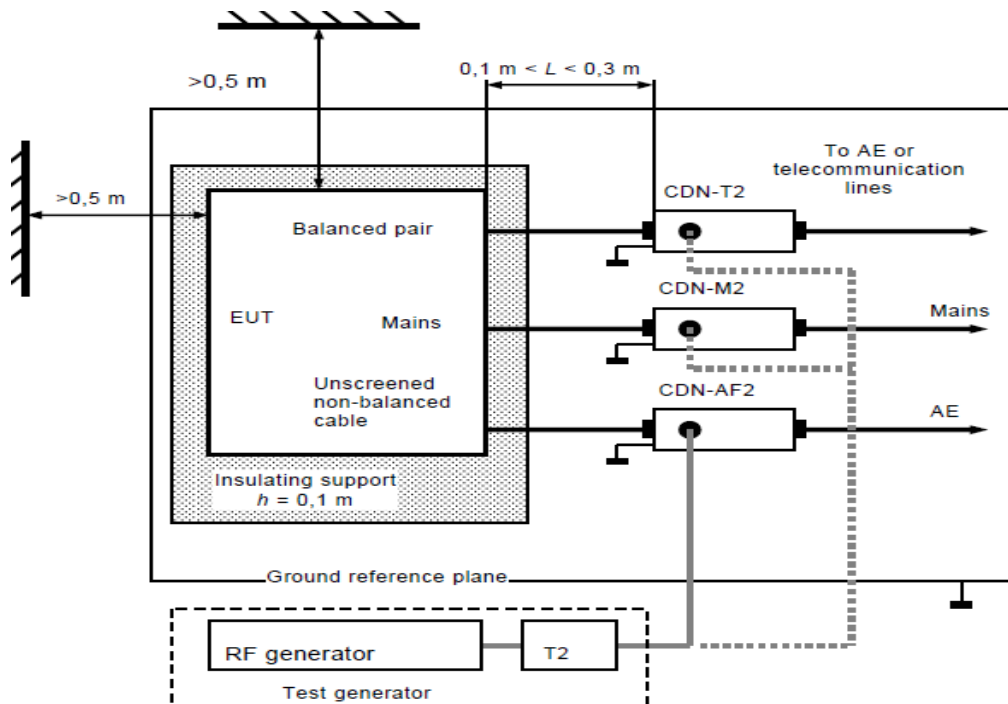 >0,5 m
0,1 m < L < 0,3 m
To AE or
telecommunication
lines
>0,5 m
CDN-T2
Balanced pair
CDN-M2
EUT
Mains
Mains
Unscreened
non-balanced
cable
CDN-AF2
AE
Insulating support
h = 0,1 m
Ground reference plane
RF generator
T2
Test generator